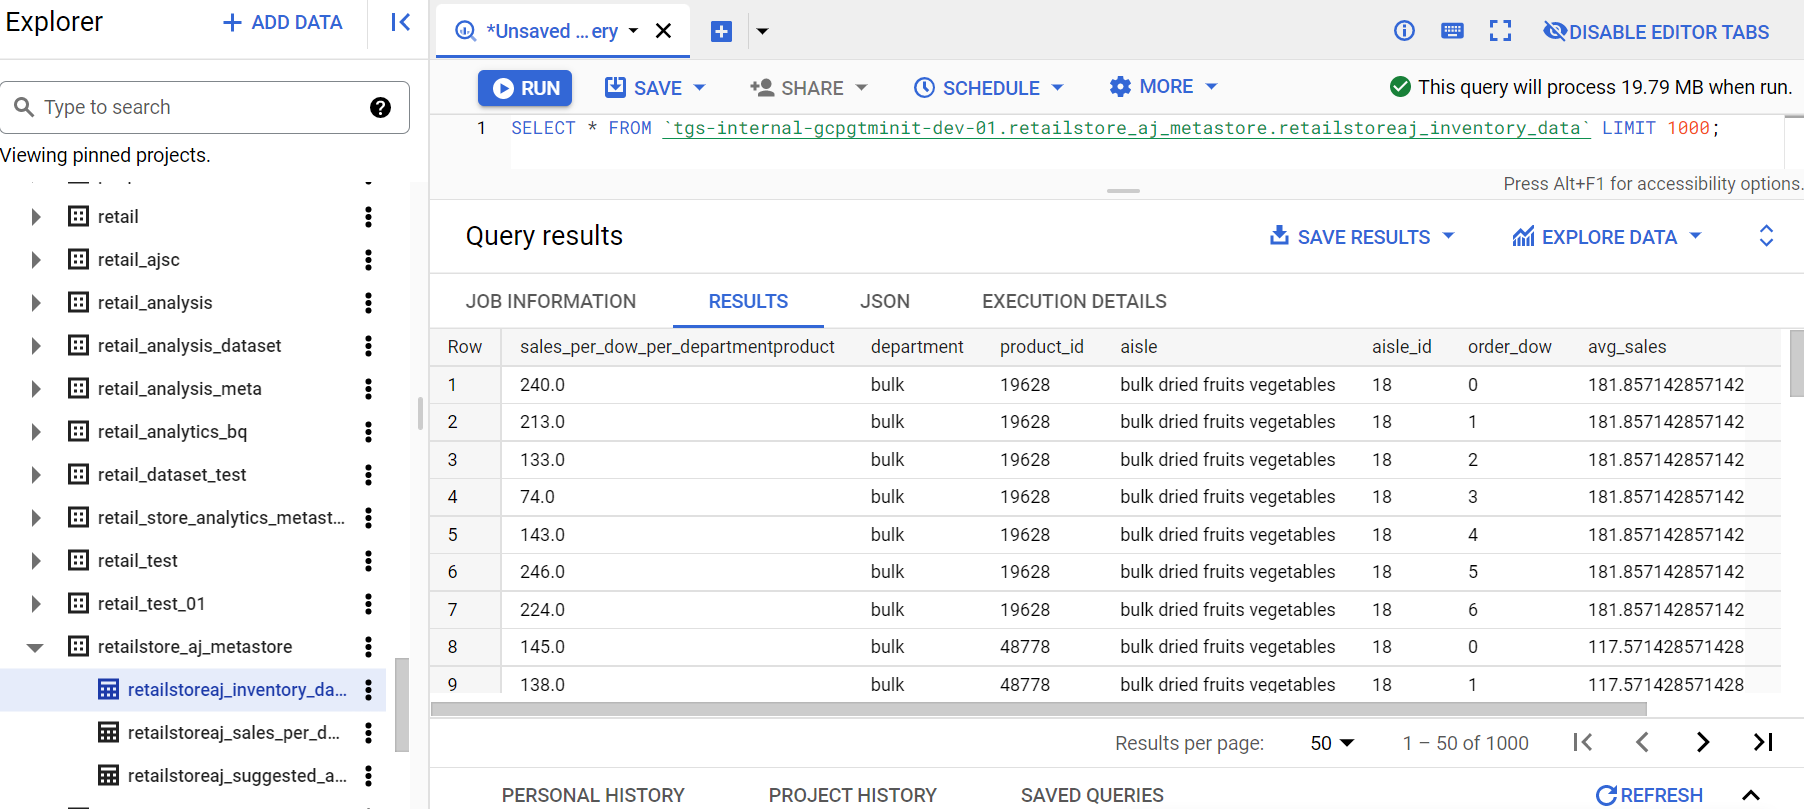 Explorer
ADD DATA
Type to search
Viewing pinned projects.
retail
retail_ajsc
retail_analysis
retail_analysis_dataset
retail_analysis_meta
retail_analytics_bq
retail_dataset_test
retail_store_analytics_metast...
retail_test
retail_test_01
retailstore_aj_metastore
retailstoreaj_inventory_da...
retailstoreaj_sales_per_d...
retailstoreaj_suggested_a...
*Unsaved ...ery
DISABLE EDITOR TABS
RUN SAVE SHARE SCHEDULE MORE This query will process 19.79 MB when run.
1 SELECT * FROM `tgs-internal-gcpgtminit-dev-01.retailstore_aj_metastore.retailstoreaj_inventory_data` LIMIT 1000;
Press Alt+F1 for accessibility options.
Query results SAVE RESULTS EXPLORE DATA
JOB INFORMATION RESULTS JSON EXECUTION DETAILS
Row sales_per_dow_per_departmentproduct department product_id aisle aisle_id order_dow avg_sales
1 240.0 bulk 19628 bulk dried fruits vegetables 18 0 181.857142857142
2 213.0 bulk 19628 bulk dried fruits vegetables 18 1 181.857142857142
3 133.0 bulk 19628 bulk dried fruits vegetables 18 2 181.857142857142
4 74.0 bulk 19628 bulk dried fruits vegetables 18 3 181.857142857142
5 143.0 bulk 19628 bulk dried fruits vegetables 18 4 181.857142857142
6 246.0 bulk 19628 bulk dried fruits vegetables 18 5 181.857142857142
7 224.0 bulk 19628 bulk dried fruits vegetables 18 6 181.857142857142
8 145.0 bulk 48778 bulk dried fruits vegetables 18 0 117.571428571428
9 138.0 bulk 48778 bulk dried fruits vegetables 18 1 117.571428571428
Results per page: 50 1 – 50 of 1000
PERSONAL HISTORY PROJECT HISTORY SAVED QUERIES REFRESH